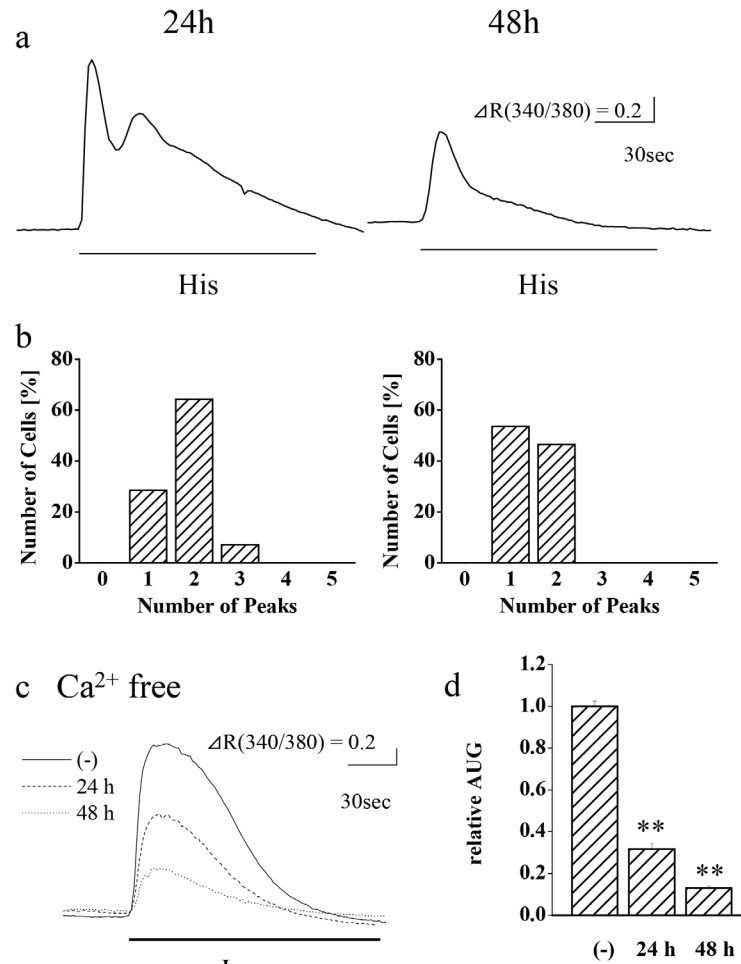 24h
48h
a
⊿R(340/380) = 0.2
30sec
His
His
b
Number of Cells [%]
80
60
40
20
0
0 1 2 3 4 5
Number of Peaks
Number of Cells [%]
80
60
40
20
0
0 1 2 3 4 5
Number of Peaks
c Ca²⁺ free
(-)
24 h
48 h
⊿R(340/380) = 0.2
30sec
d
relative AUG
1.2
1.0
0.8
0.6
0.4
0.2
0.0
**
**
(-) 24 h 48 h